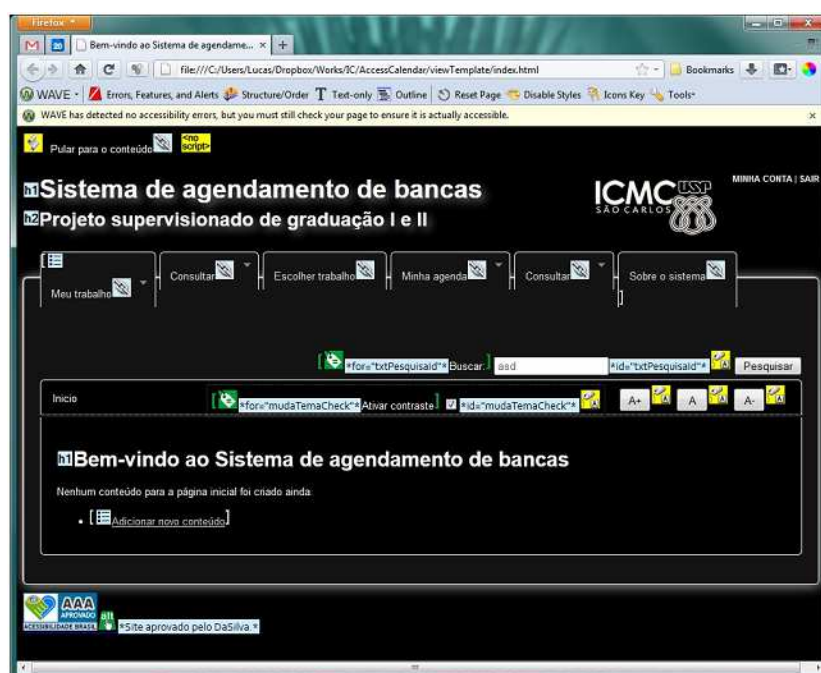 Firefox
20 Bem-vindo ao Sistema de agendame... × +
file:///C:/Users/Lucas/Dropbox/Works/IC/AccessCalendar/viewTemplate/index.html Bookmarks
WAVE Errors, Features, and Alerts Structure/Order Text-only Outline Reset Page Disable Styles Icons Key Tools
WAVE has detected no accessibility errors, but you must still check your page to ensure it is actually accessible. ×
Pular para o conteúdo <no script>
MINHA CONTA | SAIR
h1 Sistema de agendamento de bancas
ICMC USP
SÃO CARLOS
h2 Projeto supervisionado de graduação I e II
[
Meu trabalho Consultar Escolher trabalho Minha agenda Consultar Sobre o sistema
]
[ *for="txtPesquisaId"* Buscar: ] asd *id="txtPesquisaId"* Pesquisar
Inicio [ *for="mudaTemaCheck"* Ativar contraste ] *id="mudaTemaCheck"* A+ A A-
h1 Bem-vindo ao Sistema de agendamento de bancas
Nenhum conteúdo para a página inicial foi criado ainda.
• [ Adicionar novo conteúdo ]
AAA
APROVADO
ACESSIBILIDADE BRASIL alt *Site aprovado pelo DaSilva.*